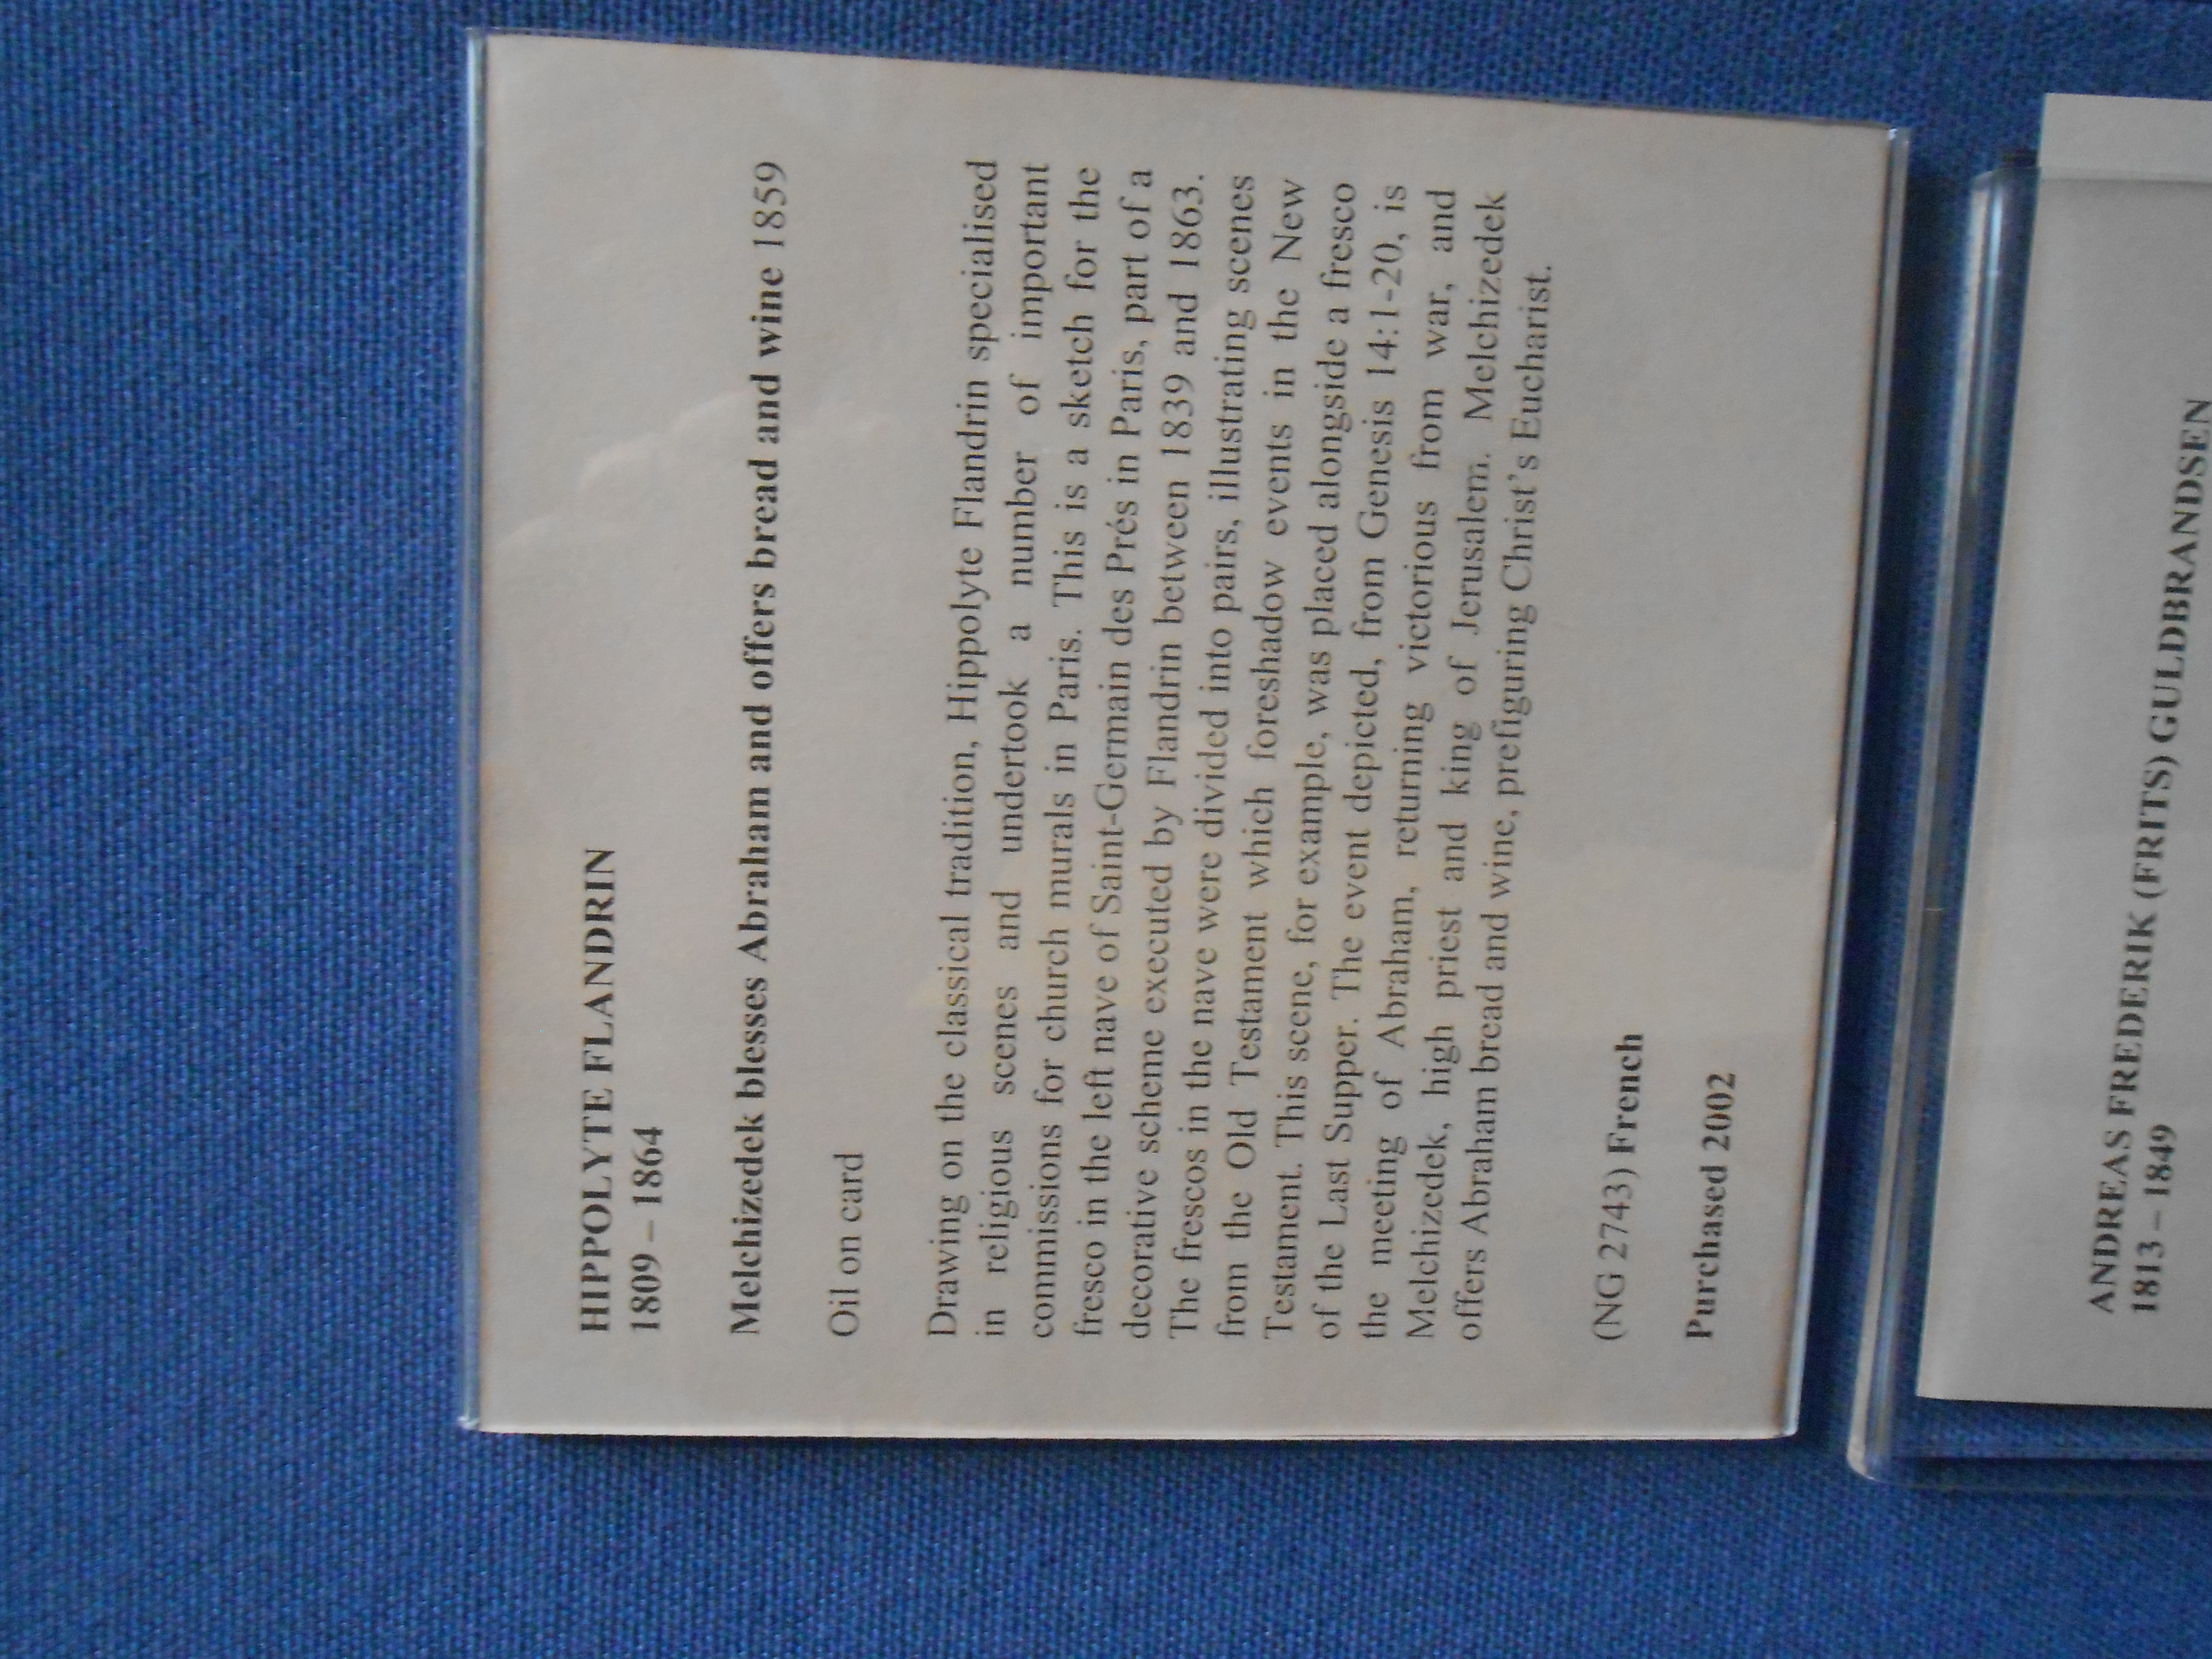 HIPPOLYTE FLANDRIN
1809 – 1864
Melchizedek blesses Abraham and offers bread and wine 1859
Oil on card
Drawing on the classical tradition, Hippolyte Flandrin specialised
in religious scenes and undertook a number of important
commissions for church murals in Paris. This is a sketch for the
fresco in the left nave of Saint-Germain des Prés in Paris, part of a
decorative scheme executed by Flandrin between 1839 and 1863.
The frescos in the nave were divided into pairs, illustrating scenes
from the Old Testament which foreshadow events in the New
Testament. This scene, for example, was placed alongside a fresco
of the Last Supper. The event depicted, from Genesis 14:1-20, is
the meeting of Abraham, returning victorious from war, and
Melchizedek, high priest and king of Jerusalem. Melchizedek
offers Abraham bread and wine, prefiguring Christ's Eucharist.
(NG 2743) French
Purchased 2002
ANDREAS FREDERIK (FRITS) GULDBRANDSEN
1813 – 1849